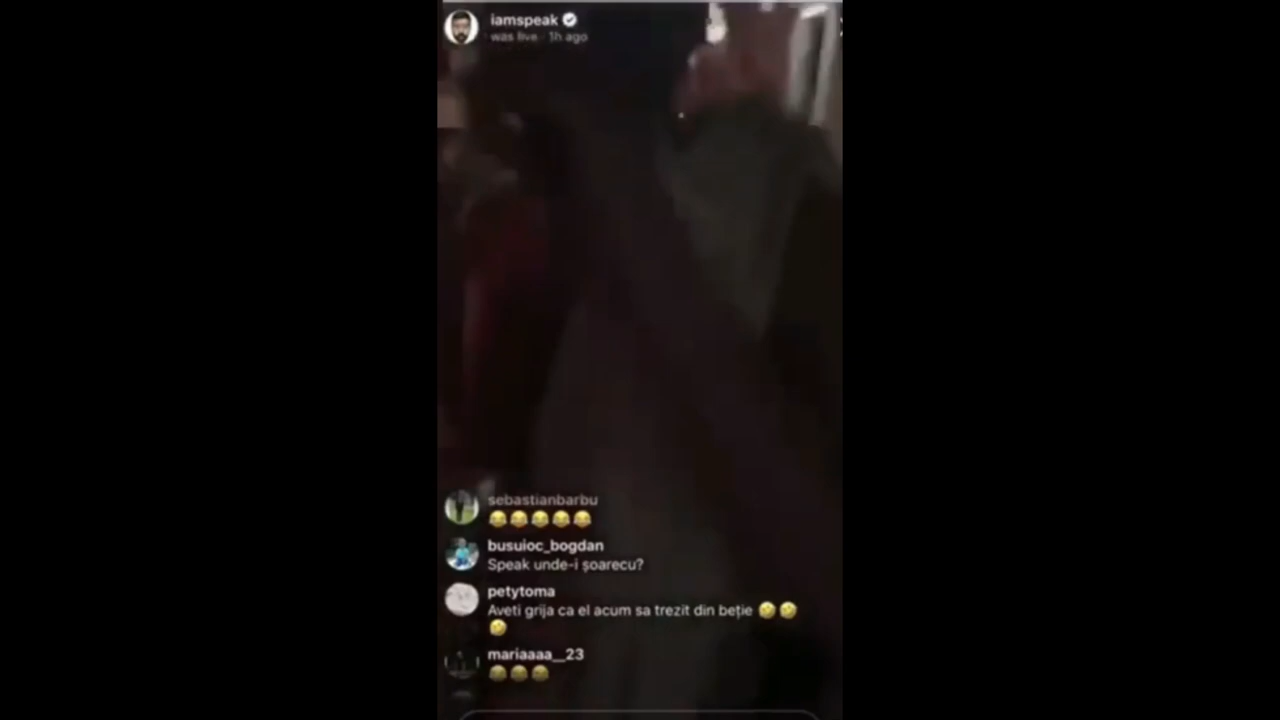 iamspeak
was live · 1h ago
sebastianbarbu
😂😂😂😂😂
busuioc_bogdan
Speak unde-i șoarecu?
petytoma
Aveti grija ca el acum sa trezit din beție 🤣🤣
🤣
mariaaaa__23
😂😂😂